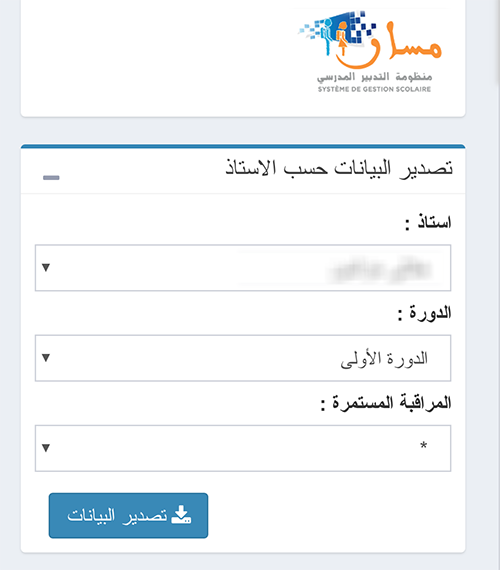 مسار
منظومة التدبير المدرسي
SYSTÈME DE GESTION SCOLAIRE
تصدير البيانات حسب الاستاذ
استاذ :
الدورة :
الدورة الأولى
المراقبة المستمرة :
*
تصدير البيانات